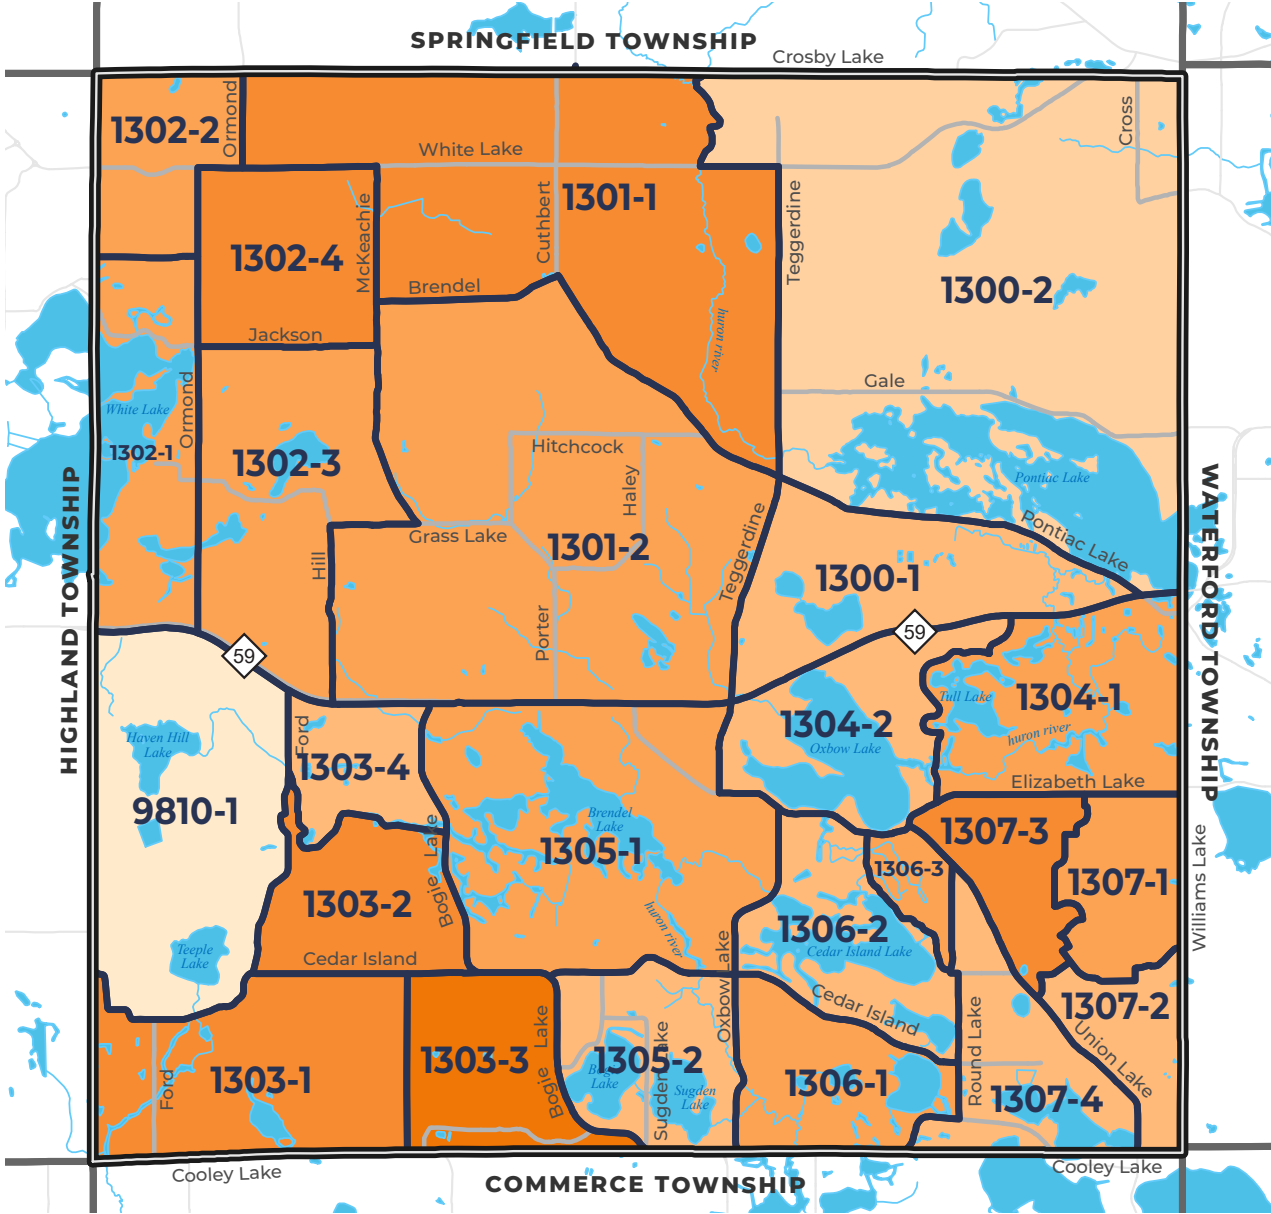 SPRINGFIELD TOWNSHIP
Crosby Lake
1302-2
Ormond
White Lake
Cuthbert
1301-1
Cross
McKeachie
1302-4
Teggerdine
Brendel
1300-2
Jackson
huron river
Gale
White Lake
Ormond
1302-1
1302-3
Hitchcock
Haley
Pontiac Lake
Grass Lake
1301-2
Hill
Teggerdine
Pontiac Lake
1300-1
HIGHLAND TOWNSHIP
WATERFORD TOWNSHIP
Porter
59
59
Tull Lake
1304-1
huron river
1304-2
Oxbow Lake
Haven Hill
Lake
Ford
1303-4
Elizabeth Lake
9810-1
Brendel
Lake
1305-1
Bogie Lake
1307-3
1306-3
1307-1
Williams Lake
1303-2
huron river
1306-2
Cedar Island Lake
Teeple
Lake
Cedar Island
Oxbow Lake
Cedar Island
1307-2
Round Lake
Union Lake
1303-1
Ford
1303-3
Bogie Lake
1305-2
Lake
Sugden Lake
Sugden
Lake
1306-1
1307-4
Cooley Lake
Cooley Lake
COMMERCE TOWNSHIP